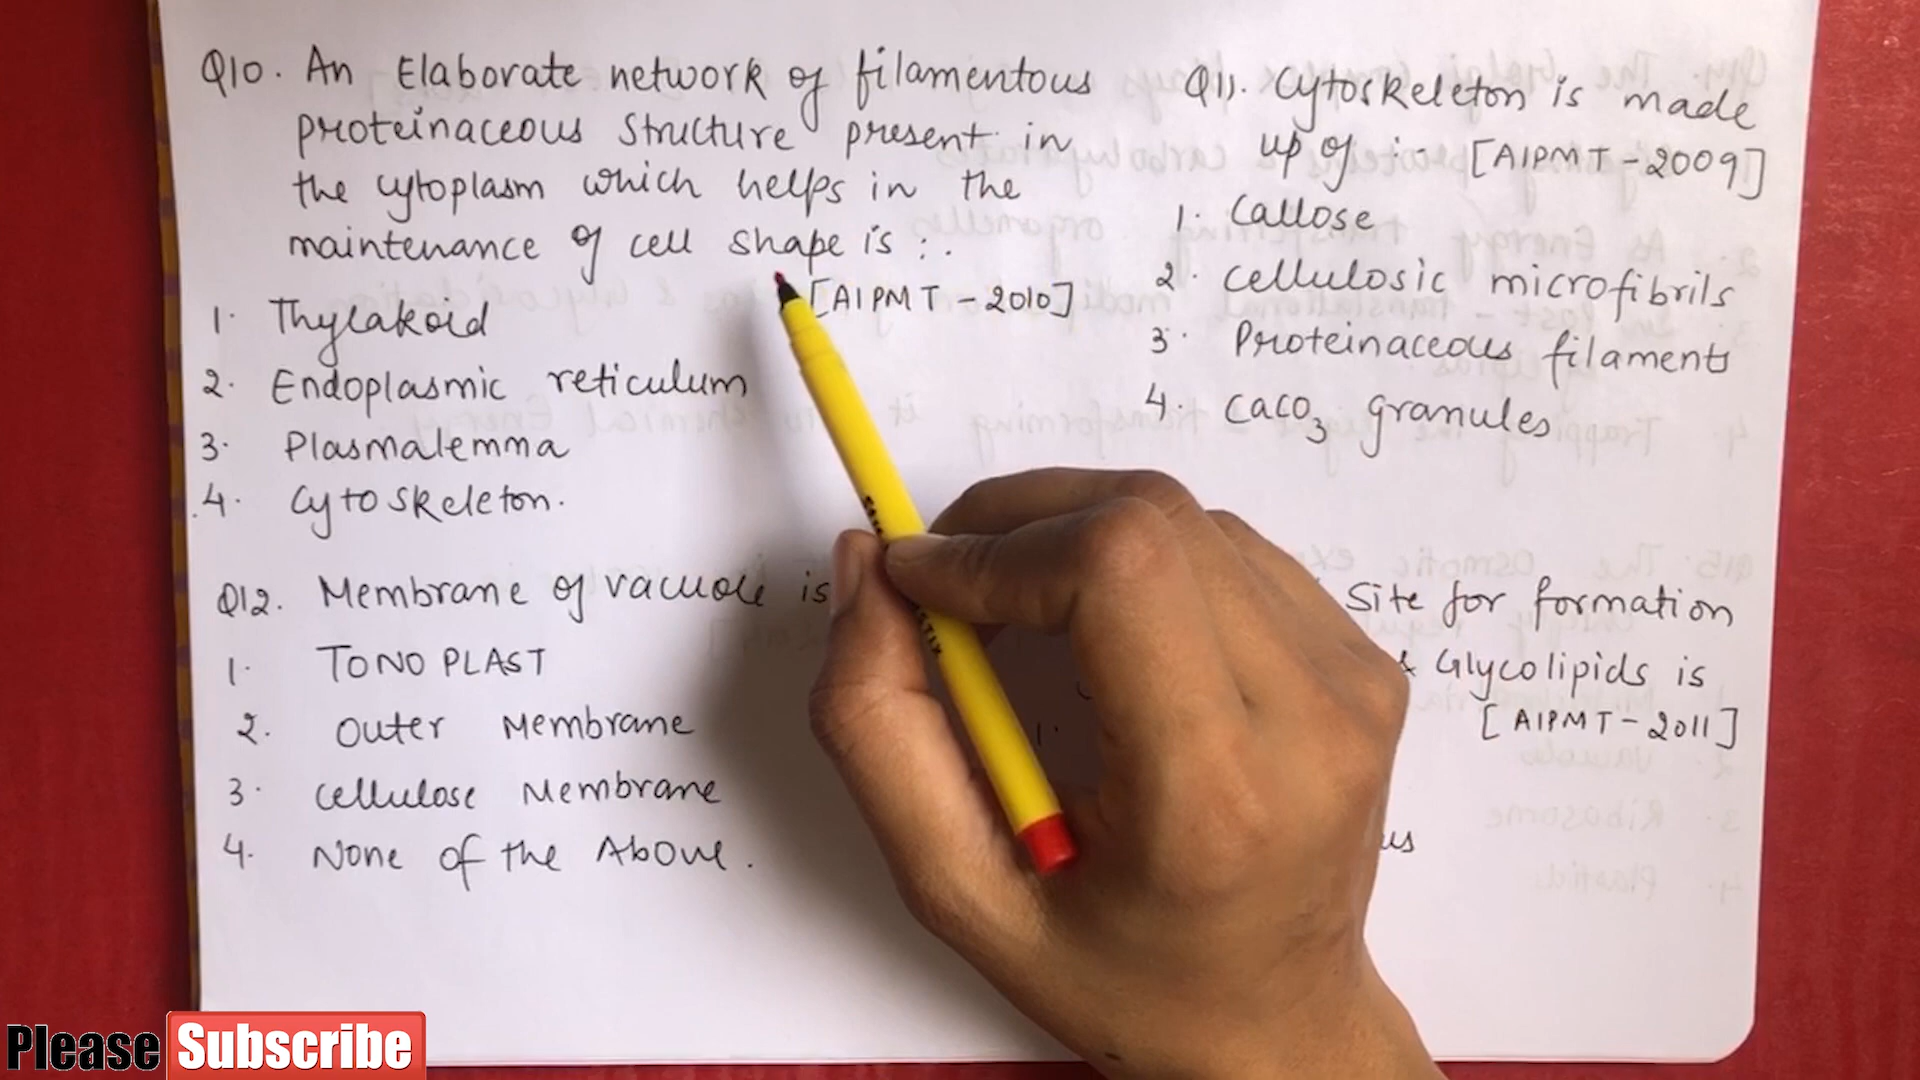 Q10. An Elaborate network of filamentous
proteinaceous structure present in
the cytoplasm which helps in the
maintenance of cell shape is :.
[AIPMT-2010]
1. Thylakoid
2. Endoplasmic reticulum
3. Plasmalemma
4. Cytoskeleton.
Q11. Cytoskeleton is made
up of :- [AIPMT-2009]
1. Callose
2. Cellulosic microfibrils
3. Proteinaceous filaments
4. CaCO3 granules
Q12. Membrane of vacuole is
1. TONOPLAST
2. Outer Membrane
3. Cellulose Membrane
4. None of the Above.
Site for formation
& Glycolipids is
[AIPMT-2011]
1.
us
Please Subscribe